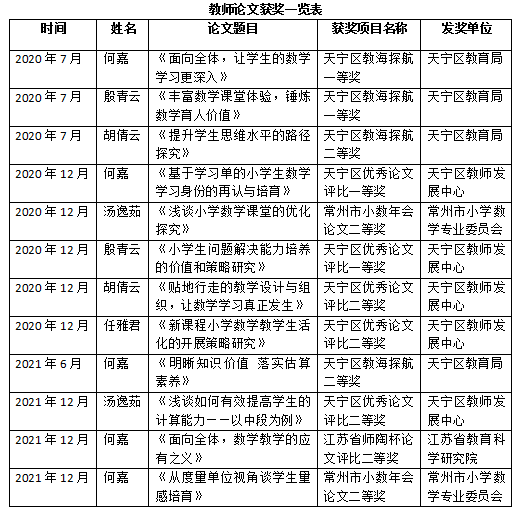 教师论文获奖一览表
时间 姓名 论文题目 获奖项目名称 发奖单位
2020 年 7 月 何嘉 《面向全体，让学生的数学 天宁区教海探航 天宁区教育局
学习更深入》 一等奖
2020 年 7 月 殷青云 《丰富数学课堂体验，锤炼 天宁区教海探航 天宁区教育局
数学育人价值》 一等奖
2020 年 7 月 胡倩云 《提升学生思维水平的路径 天宁区教海探航 天宁区教育局
探究》 二等奖
2020 年 12 月 何嘉 《基于学习单的小学生数学 天宁区优秀论文 天宁区教师发
学习身份的再认与培育》 评比一等奖 展中心
2020 年 12 月 汤逸茹 《浅谈小学数学课堂的优化 常州市小数年会 常州市小学数
探究》 论文二等奖 学专业委员会
2020 年 12 月 殷青云 《小学生问题解决能力培养 天宁区优秀论文 天宁区教师发
的价值和策略研究》 评比一等奖 展中心
2020 年 12 月 胡倩云 《贴地行走的教学设计与组 天宁区优秀论文 天宁区教师发
织，让数学学习真正发生》 评比二等奖 展中心
2020 年 12 月 任雅君 《新课程小学数学教学生活 天宁区优秀论文 天宁区教师发
化的开展策略研究》 评比二等奖 展中心
2021 年 6 月 何嘉 《明晰知识价值 落实估算 天宁区教海探航 天宁区教育局
素养》 二等奖
2021 年 12 月 汤逸茹 《浅谈如何有效提高学生的 天宁区优秀论文 天宁区教师发
计算能力——以中段为例》 评比二等奖 展中心
2021 年 12 月 何嘉 《面向全体，数学教学的应 江苏省师陶杯论 江苏省教育科
有之义》 文评比二等奖 学研究院
2021 年 12 月 何嘉 《从度量单位视角谈学生量 常州市小数年会 常州市小学数
感培育》 论文二等奖 学专业委员会